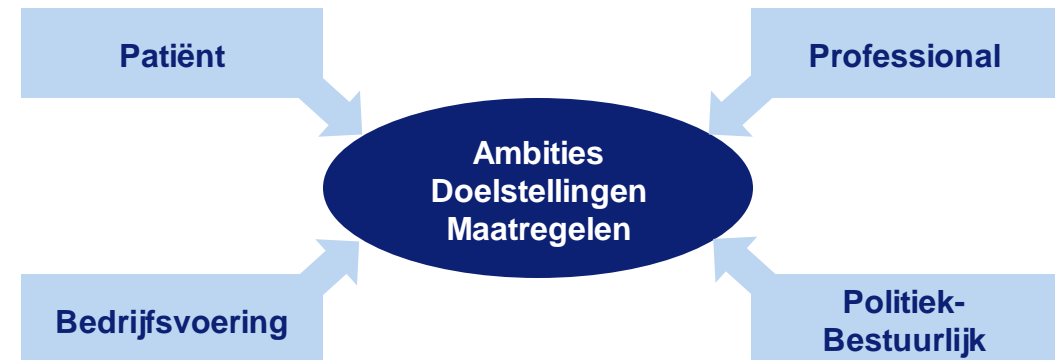 Patiënt
Professional
Ambities
Doelstellingen
Maatregelen
Bedrijfsvoering
Politiek-
Bestuurlijk